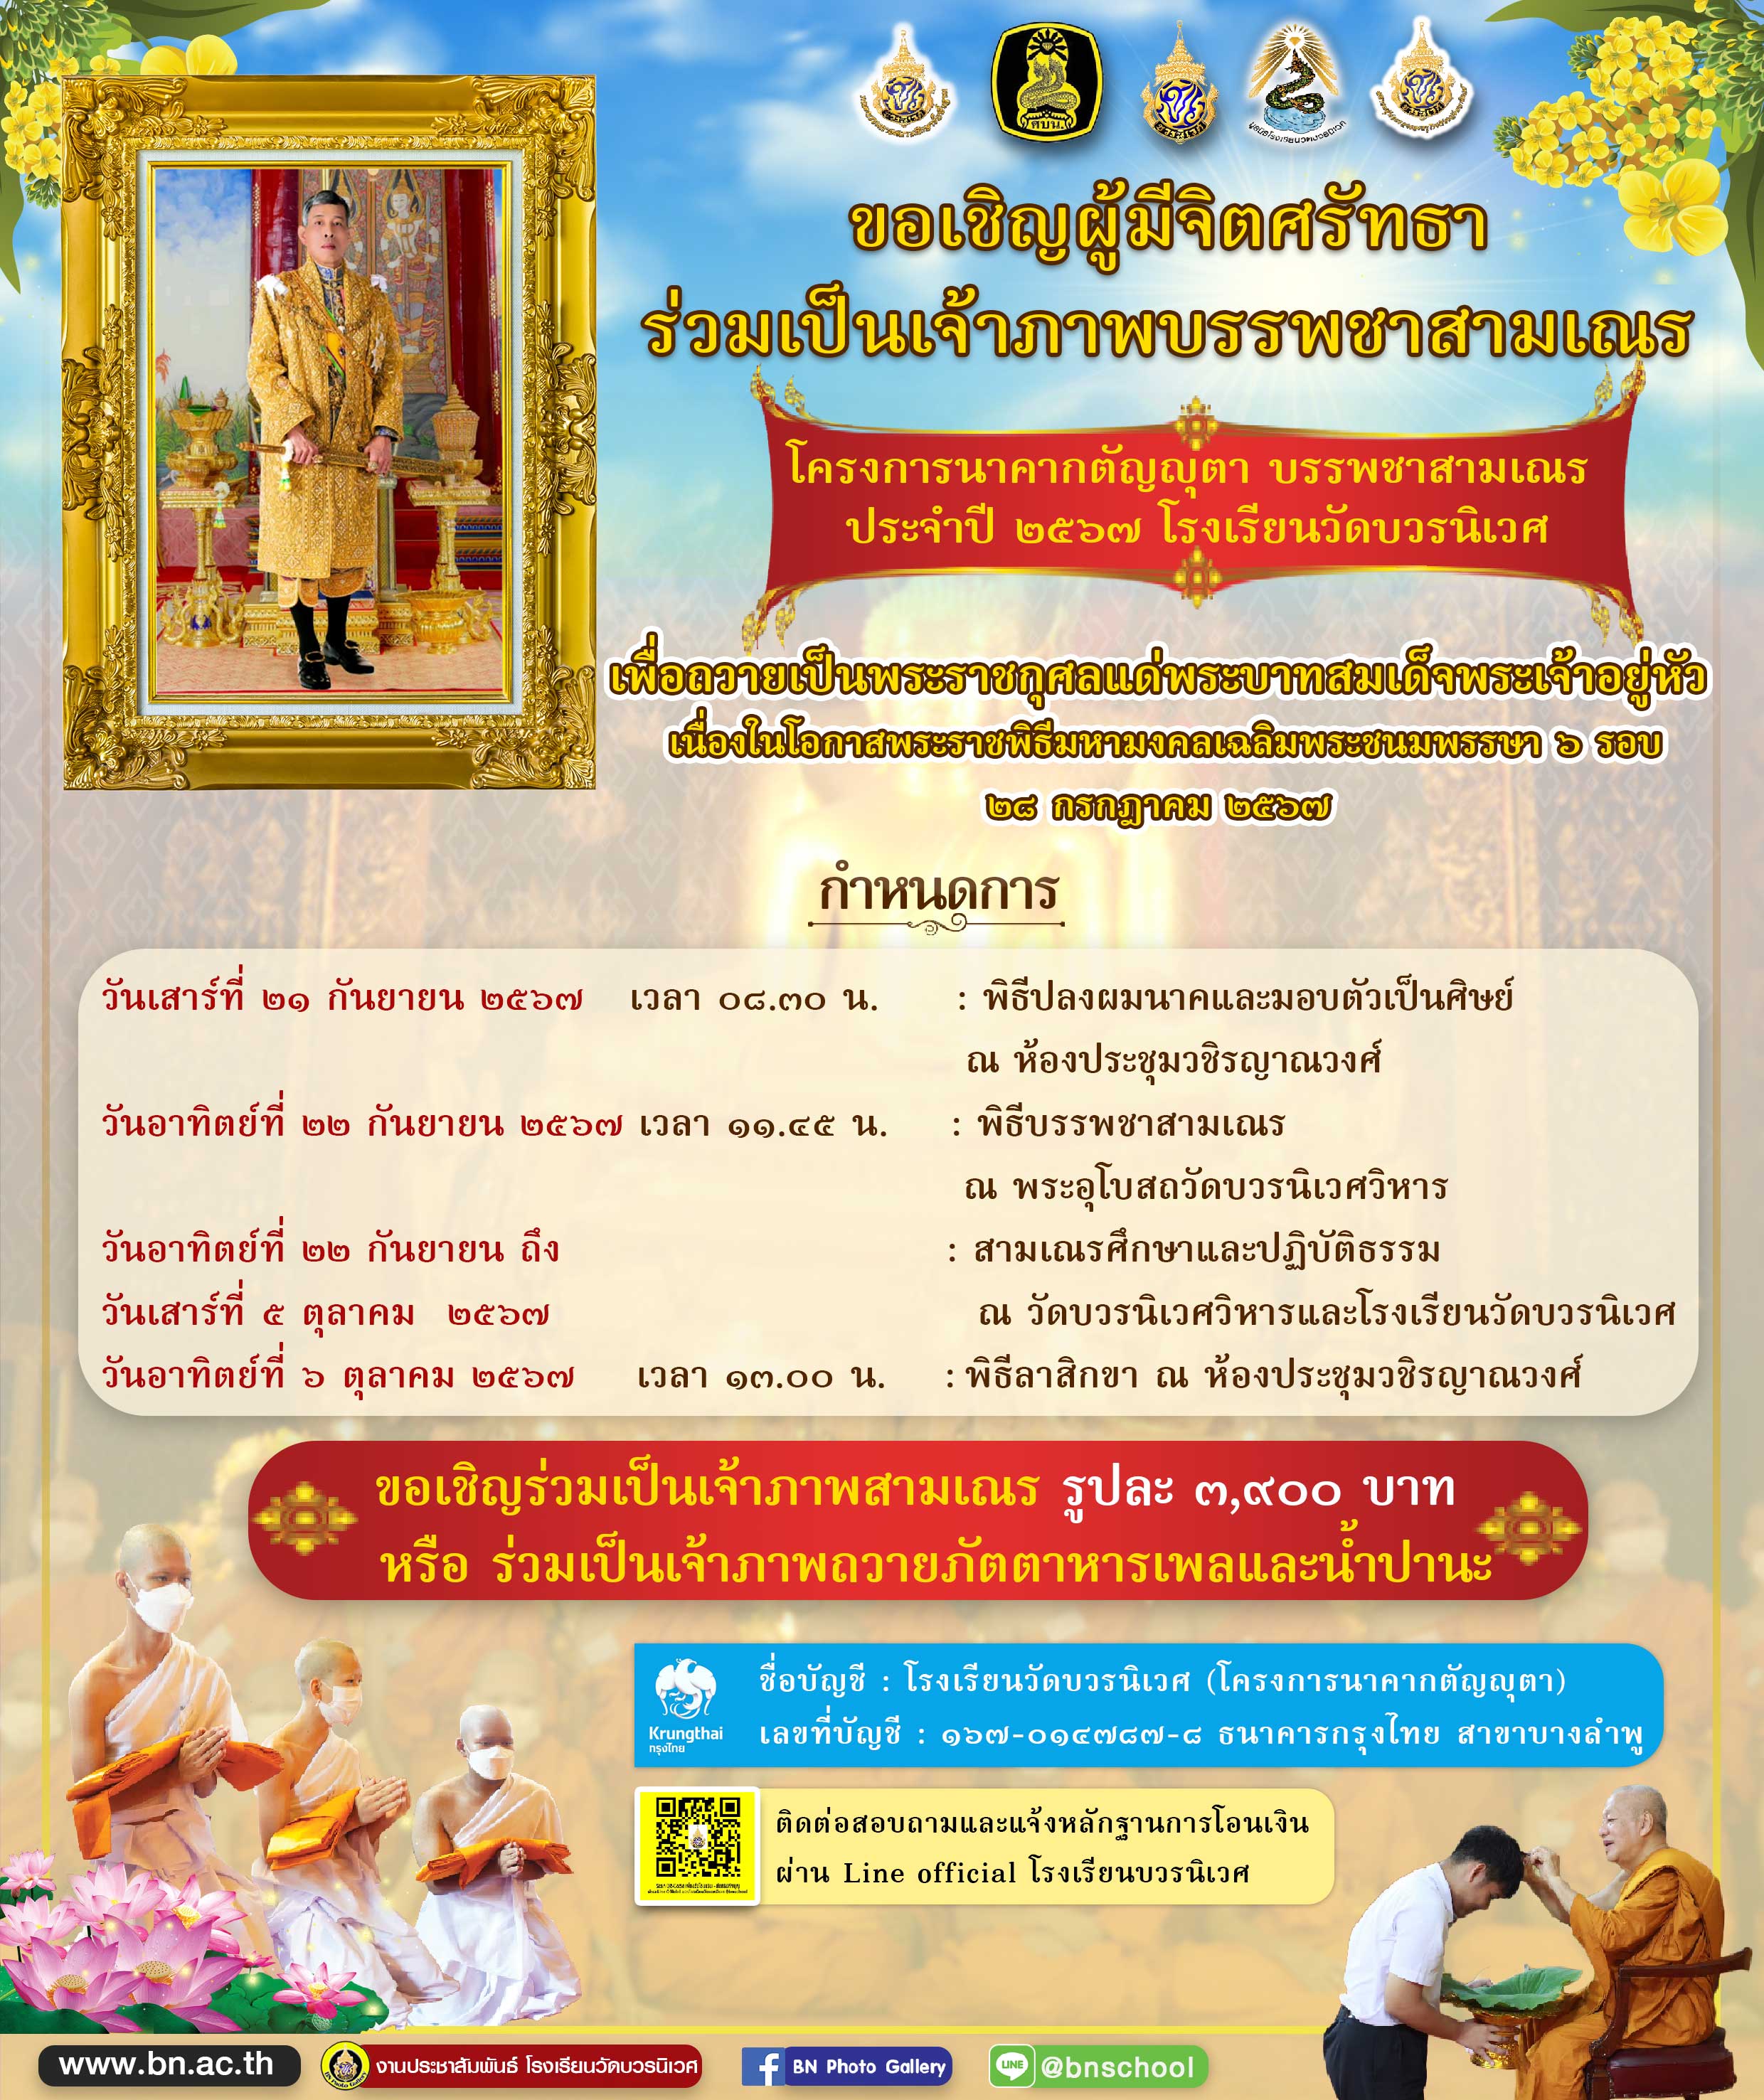 ศบน.
มูลนิธิโรงเรียนวัดบวรนิเวศ
ขอเชิญผู้มีจิตศรัทธา
ร่วมเป็นเจ้าภาพบรรพชาสามเณร
โครงการนาคากตัญญุตา บรรพชาสามเณร
ประจำปี ๒๕๖๗ โรงเรียนวัดบวรนิเวศ
เพื่อถวายเป็นพระราชกุศลแด่พระบาทสมเด็จพระเจ้าอยู่หัว
เนื่องในโอกาสพระราชพิธีมหามงคลเฉลิมพระชนมพรรษา ๖ รอบ
๒๘ กรกฎาคม ๒๕๖๗
กำหนดการ
วันเสาร์ที่ ๒๑ กันยายน ๒๕๖๗ เวลา ๐๘.๓๐ น. : พิธีปลงผมนาคและมอบตัวเป็นศิษย์
ณ ห้องประชุมวชิรญาณวงศ์
วันอาทิตย์ที่ ๒๒ กันยายน ๒๕๖๗ เวลา ๑๑.๔๕ น. : พิธีบรรพชาสามเณร
ณ พระอุโบสถวัดบวรนิเวศวิหาร
วันอาทิตย์ที่ ๒๒ กันยายน ถึง : สามเณรศึกษาและปฏิบัติธรรม
วันเสาร์ที่ ๕ ตุลาคม ๒๕๖๗ ณ วัดบวรนิเวศวิหารและโรงเรียนวัดบวรนิเวศ
วันอาทิตย์ที่ ๖ ตุลาคม ๒๕๖๗ เวลา ๑๓.๐๐ น. : พิธีลาสิกขา ณ ห้องประชุมวชิรญาณวงศ์
ขอเชิญร่วมเป็นเจ้าภาพสามเณร รูปละ ๓,๙๐๐ บาท
หรือ ร่วมเป็นเจ้าภาพถวายภัตตาหารเพลและน้ำปานะ
Krungthai
กรุงไทย
ชื่อบัญชี : โรงเรียนวัดบวรนิเวศ (โครงการนาคากตัญญุตา)
เลขที่บัญชี : ๑๖๗-๐๑๔๗๘๗-๘ ธนาคารกรุงไทย สาขาบางลำพู
ติดต่อสอบถามและแจ้งหลักฐานการโอนเงิน
ผ่าน Line official โรงเรียนบวรนิเวศ
www.bn.ac.th
งานประชาสัมพันธ์ โรงเรียนวัดบวรนิเวศ
BN Photo Gallery
LINE
@bnschool